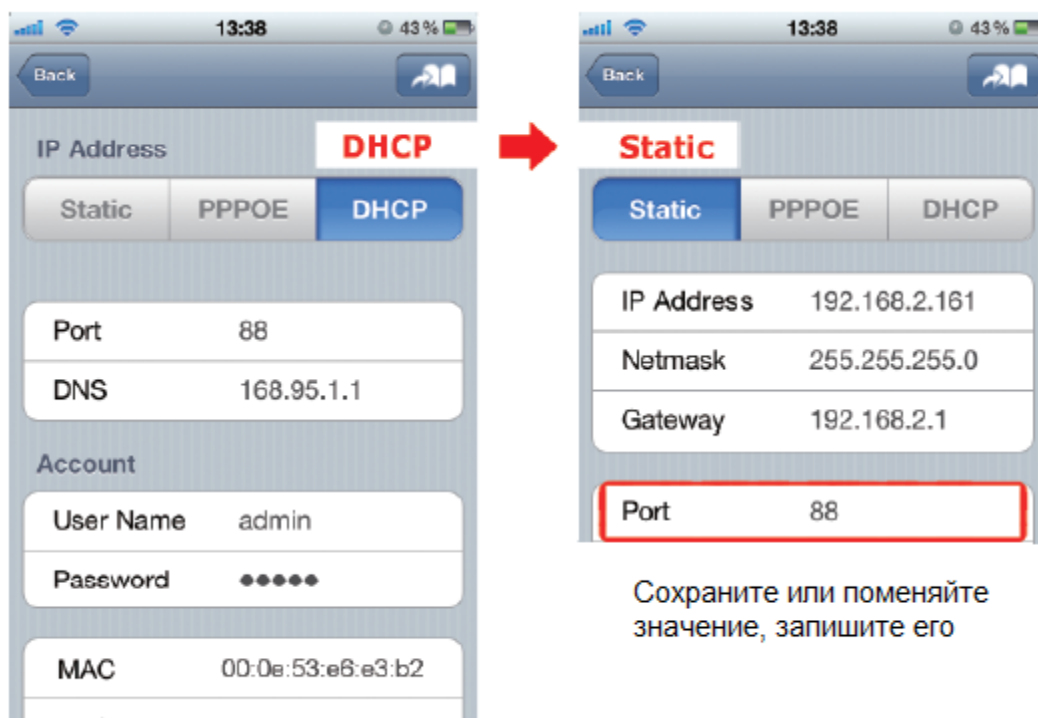 13:38
43%
Back
IP Address
DHCP
Static PPPOE DHCP
Port 88
DNS 168.95.1.1
Account
User Name admin
Password •••••
MAC 00:0e:53:e6:e3:b2
13:38
43%
Back
Static
Static PPPOE DHCP
IP Address 192.168.2.161
Netmask 255.255.255.0
Gateway 192.168.2.1
Port 88
Сохраните или поменяйте
значение, запишите его